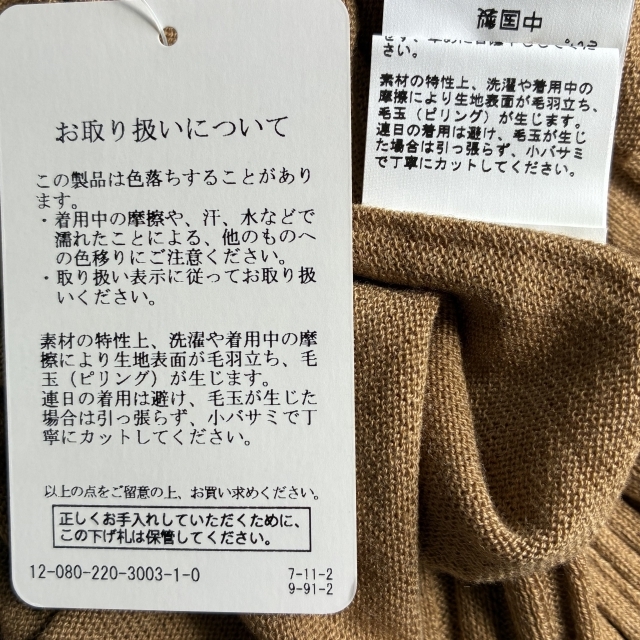 お取り扱いについて
この製品は色落ちすることがあり
ます。
・着用中の摩擦や、汗、水などで
濡れたことによる、他のものへ
の色移りにご注意ください。
・取り扱い表示に従ってお取り扱
いください。
素材の特性上、洗濯や着用中の摩
擦により生地表面が毛羽立ち、毛
玉（ピリング）が生じます。
連日の着用は避け、毛玉が生じた
場合は引っ張らず、小バサミで丁
寧にカットしてください。
以上の点をご留意の上、お買い求めください。
正しくお手入れしていただくために、
この下げ札は保管してください。
12-080-220-3003-1-0
7-11-2
9-91-2
中国製
さい。
素材の特性上、洗濯や着用中の
摩擦により生地表面が毛羽立ち、
毛玉（ピリング）が生じます。
連日の着用は避け、毛玉が生じ
た場合は引っ張らず、小バサミ
で丁寧にカットしてください。